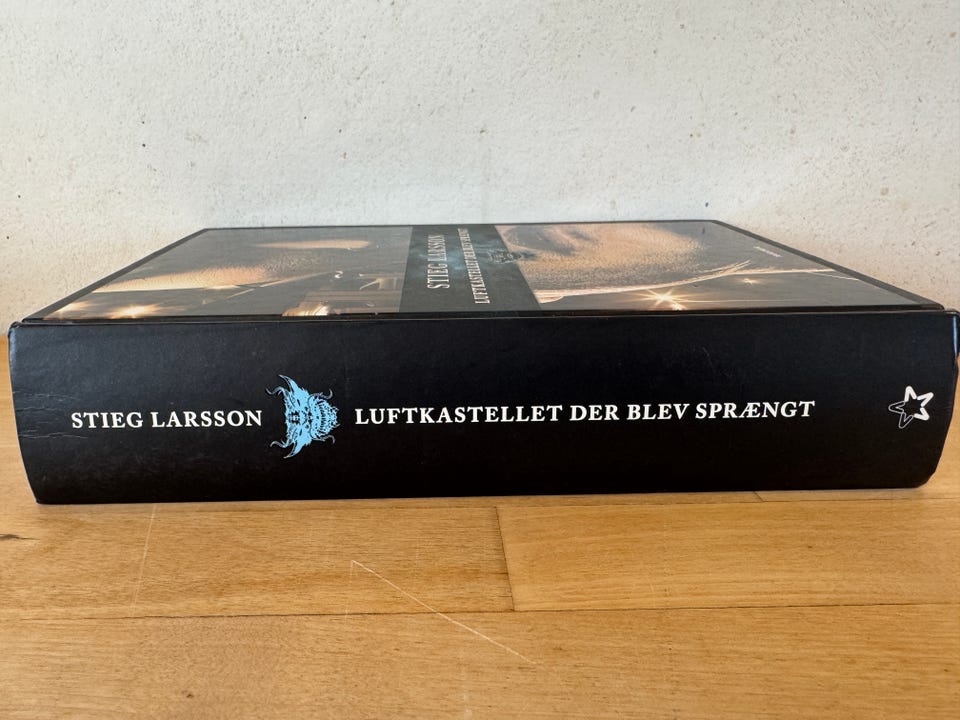 STIEG LARSSON
LUFTKASTELLET DER BLEV SPRÆNGT
STIEG LARSSON LUFTKASTELLET DER BLEV SPRÆNGT